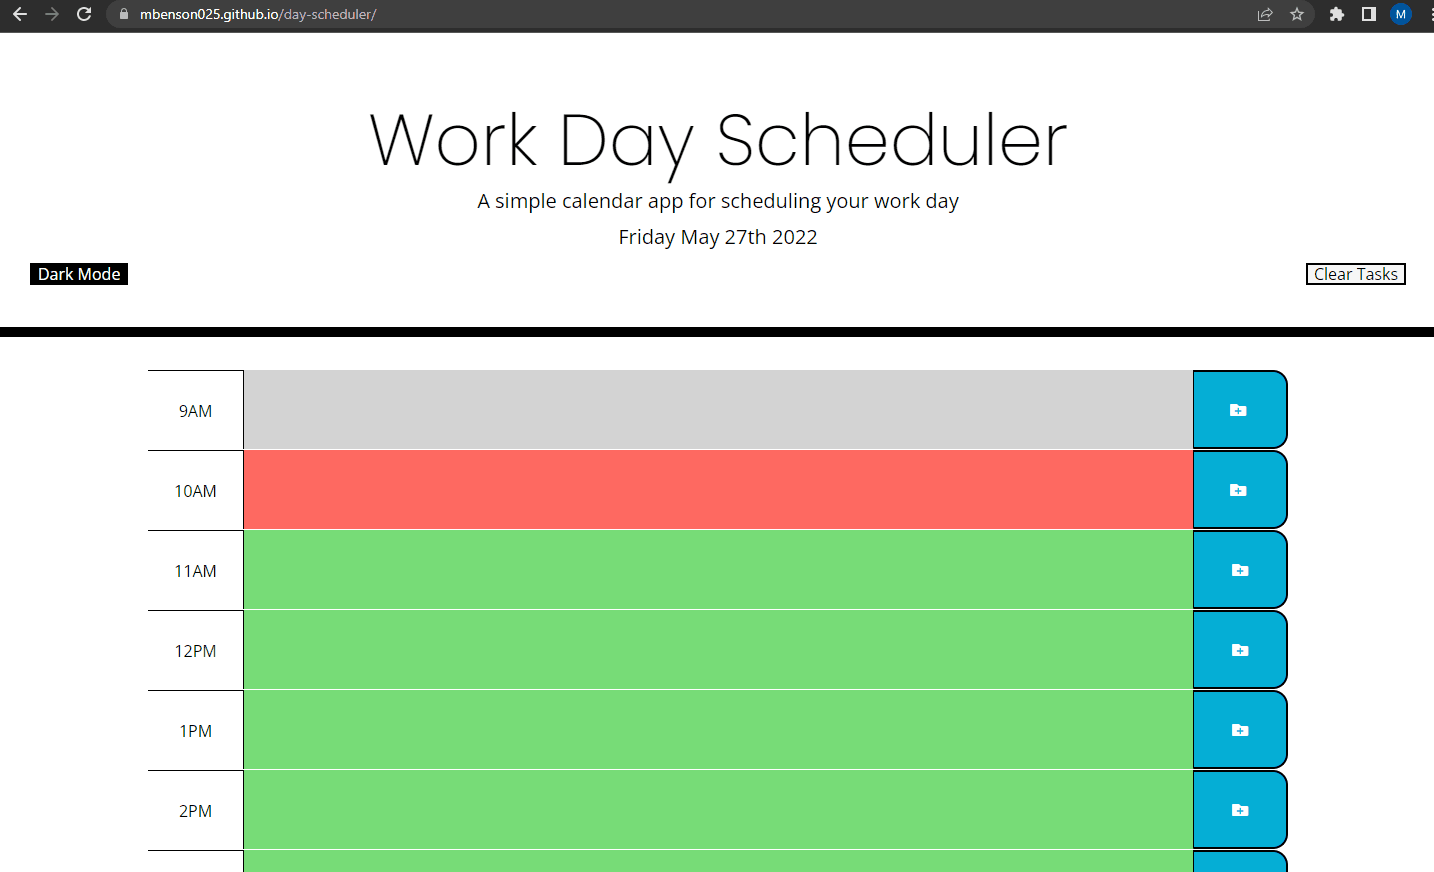 mbenson025.github.io/day-scheduler/
M
Work Day Scheduler
A simple calendar app for scheduling your work day
Friday May 27th 2022
Dark Mode
Clear Tasks
9AM
10AM
11AM
12PM
1PM
2PM